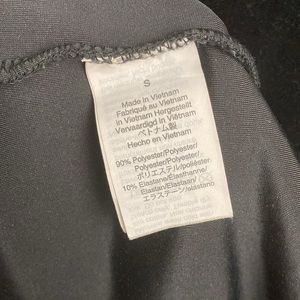 S
Made in Vietnam
Fabriqué au Vietnam
in Vietnam Hergestellt
Vervaardigd in Vietnam
ベトナム製
Hecho en Vietnam
90% Polyester/Polyester/
Polyester/Polyester/
ポリエステル/poliéster
10% Elastane/Élasthanne/
Elastan/Elastaan/
エラステーン/elastano